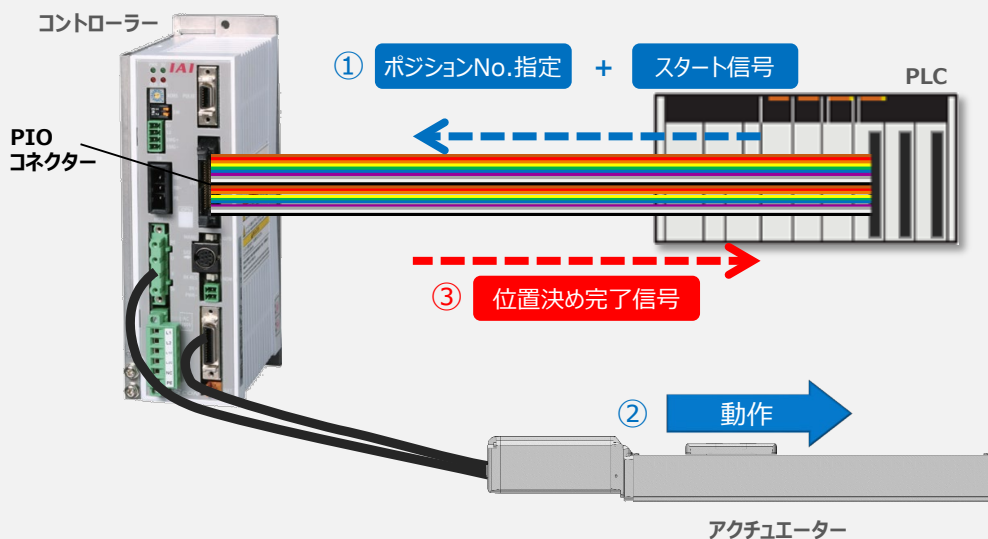 コントローラー
IAI
① ポジションNo.指定 + スタート信号
PLC
PIO
コネクター
③ 位置決め完了信号
② 動作
アクチュエーター